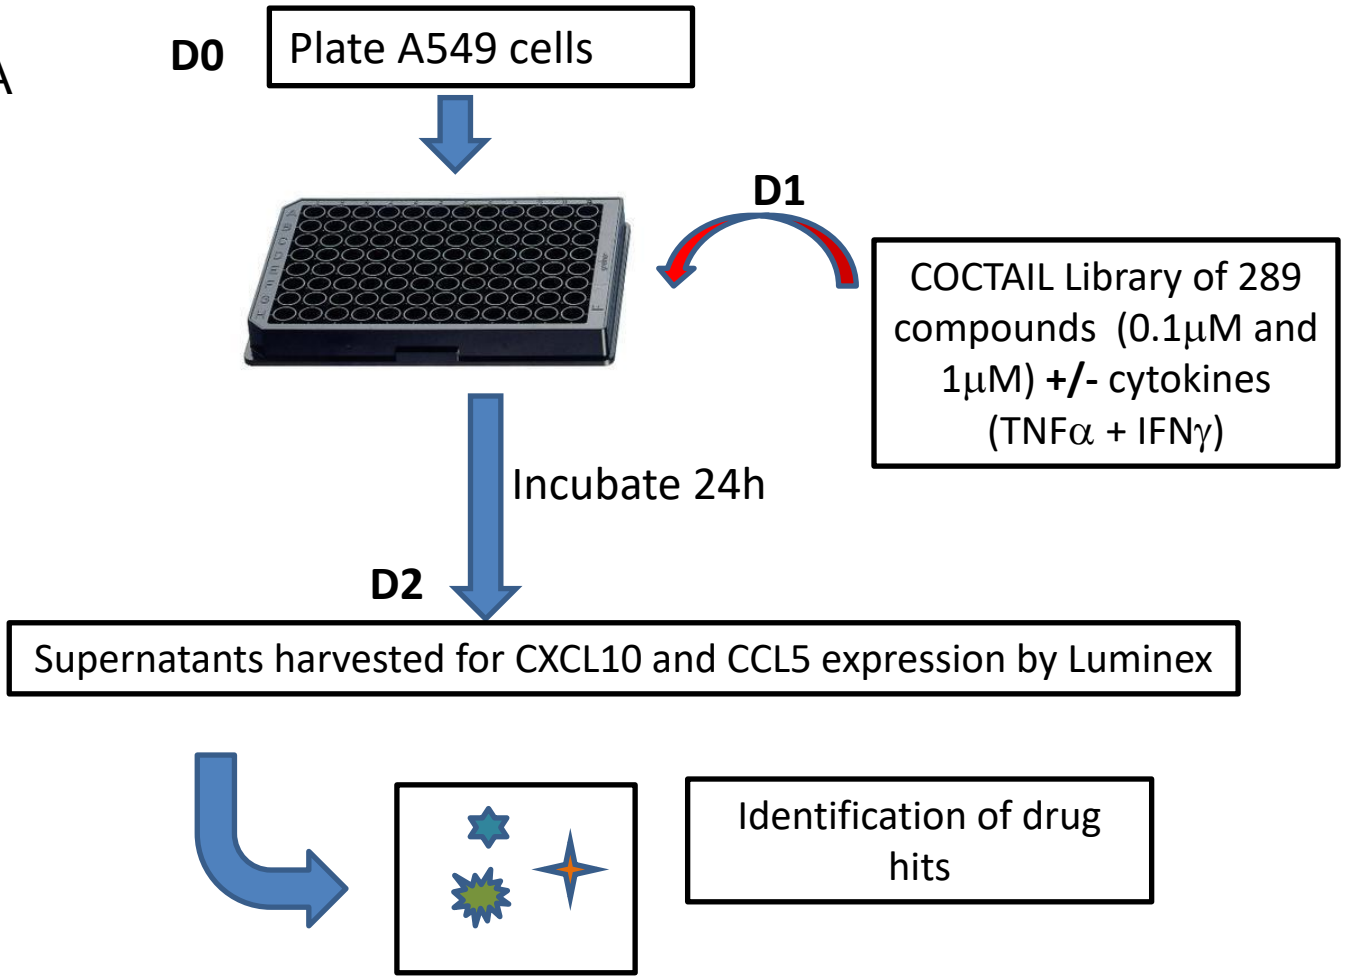 A
D0
Plate A549 cells
D1
COCTAIL Library of 289
compounds (0.1μM and
1μM) +/- cytokines
(TNFα + IFNγ)
Incubate 24h
D2
Supernatants harvested for CXCL10 and CCL5 expression by Luminex
Identification of drug
hits